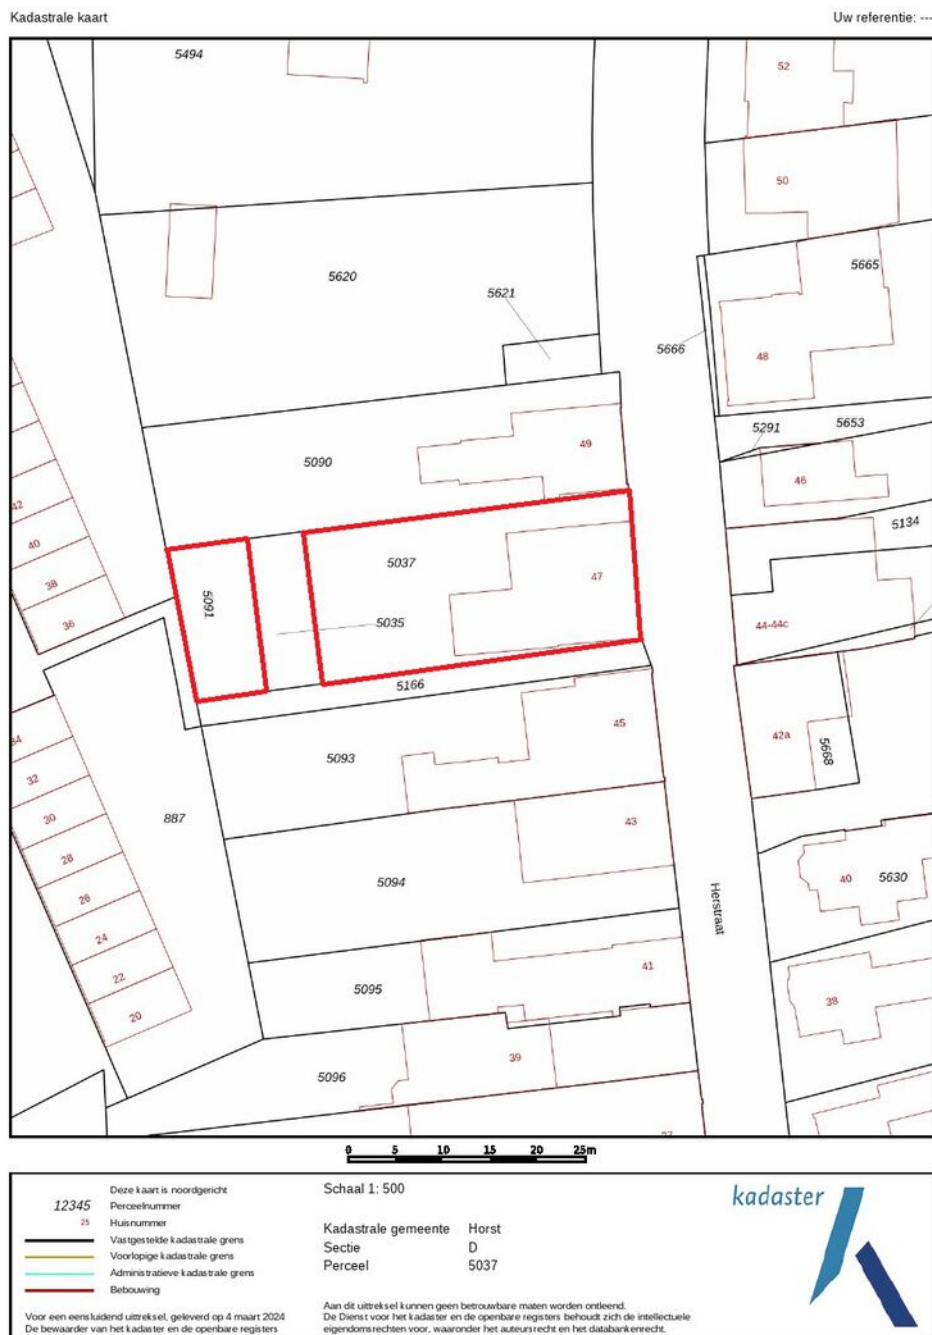 Kadastrale kaart
Uw referentie: ---
5494
52
50
5665
5620
5621
5666
48
5653
5291
5090
49
46
5134
42
40
38
36
5037
47
5091
5035
44-44c
5166
34
32
30
28
26
24
22
20
887
5093
45
42a
5668
43
5094
40
5630
Herstraat
41
5095
38
39
5096
0 5 10 15 20 25m
Deze kaart is noordgericht
12345 Perceelnummer
25 Huisnummer
Vastgestelde kadastrale grens
Voorlopige kadastrale grens
Administratieve kadastrale grens
Bebouwing
Voor een eensluidend uittreksel, geleverd op 4 maart 2024
De bewaarder van het kadaster en de openbare registers
Schaal 1: 500
Kadastrale gemeente Horst
Sectie D
Perceel 5037
Aan dit uittreksel kunnen geen betrouwbare maten worden ontleend.
De Dienst voor het kadaster en de openbare registers behoudt zich de intellectuele
eigendomsrechten voor, waaronder het auteursrecht en het databankenrecht.
kadaster